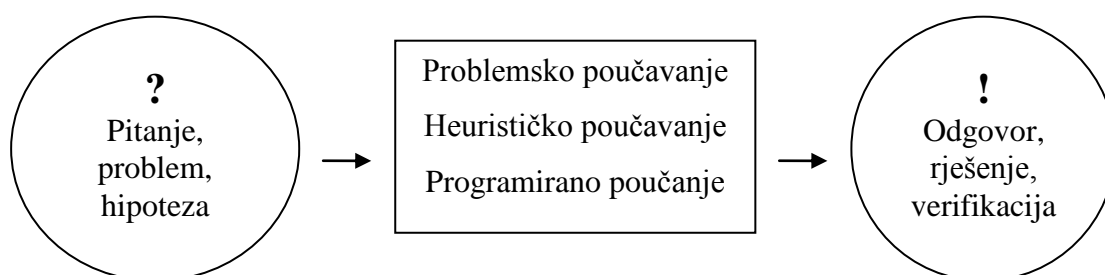 ?
Pitanje,
problem,
hipoteza
Problemsko poučavanje
Heurističko poučavanje
Programirano poučanje
!
Odgovor,
rješenje,
verifikacija